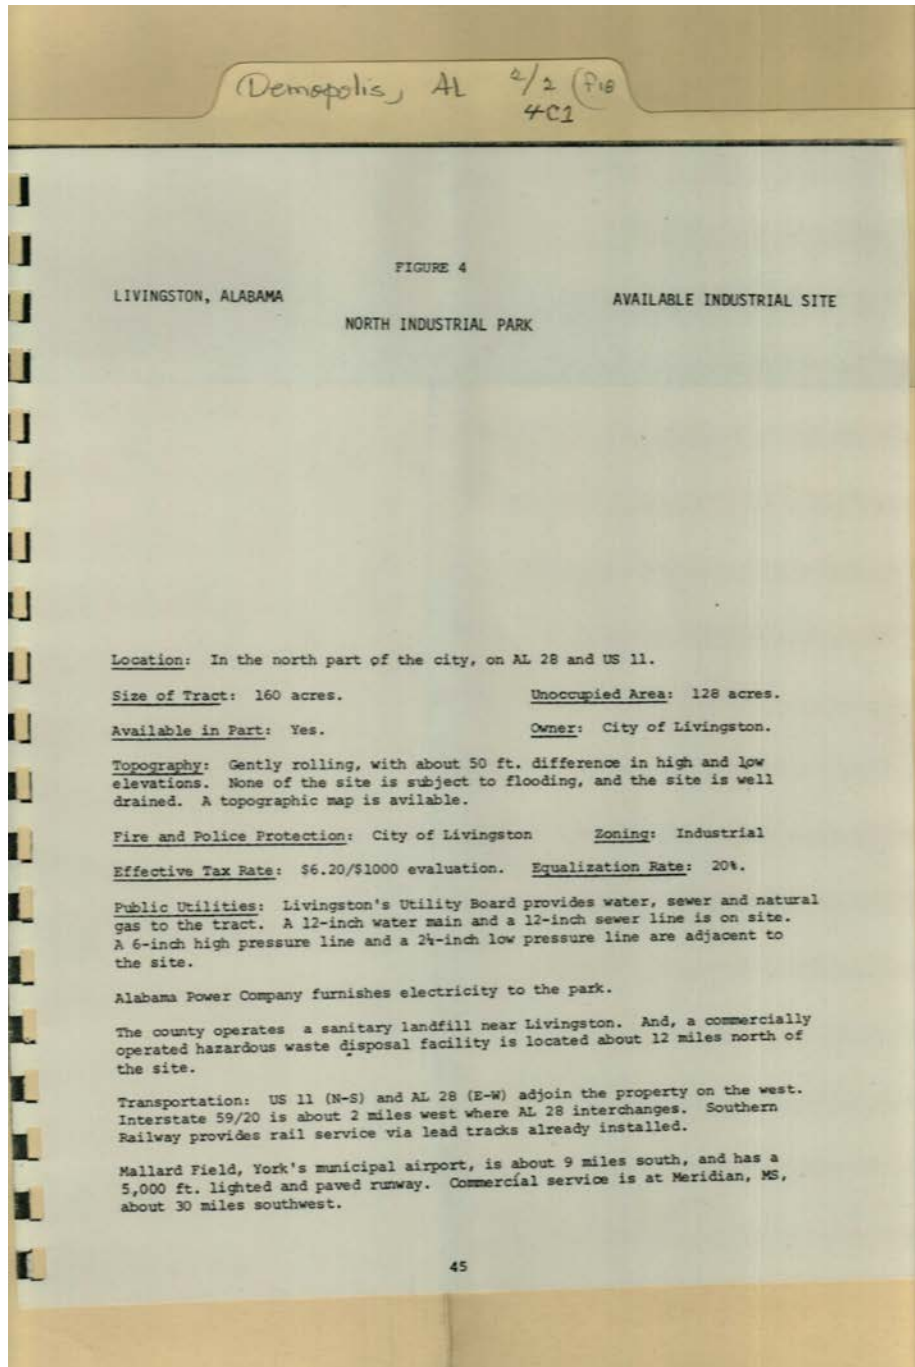 Demopolis, AL 2/2 (F18
4C1
FIGURE 4
LIVINGSTON, ALABAMA AVAILABLE INDUSTRIAL SITE
NORTH INDUSTRIAL PARK
Location: In the north part of the city, on AL 28 and US 11.
Size of Tract: 160 acres. Unoccupied Area: 128 acres.
Available in Part: Yes. Owner: City of Livingston.
Topography: Gently rolling, with about 50 ft. difference in high and low
elevations. None of the site is subject to flooding, and the site is well
drained. A topographic map is avilable.
Fire and Police Protection: City of Livingston Zoning: Industrial
Effective Tax Rate: $6.20/$1000 evaluation. Equalization Rate: 20%.
Public Utilities: Livingston's Utility Board provides water, sewer and natural
gas to the tract. A 12-inch water main and a 12-inch sewer line is on site.
A 6-inch high pressure line and a 2½-inch low pressure line are adjacent to
the site.
Alabama Power Company furnishes electricity to the park.
The county operates a sanitary landfill near Livingston. And, a commercially
operated hazardous waste disposal facility is located about 12 miles north of
the site.
Transportation: US 11 (N-S) and AL 28 (E-W) adjoin the property on the west.
Interstate 59/20 is about 2 miles west where AL 28 interchanges. Southern
Railway provides rail service via lead tracks already installed.
Mallard Field, York's municipal airport, is about 9 miles south, and has a
5,000 ft. lighted and paved runway. Commercial service is at Meridian, MS,
about 30 miles southwest.
45